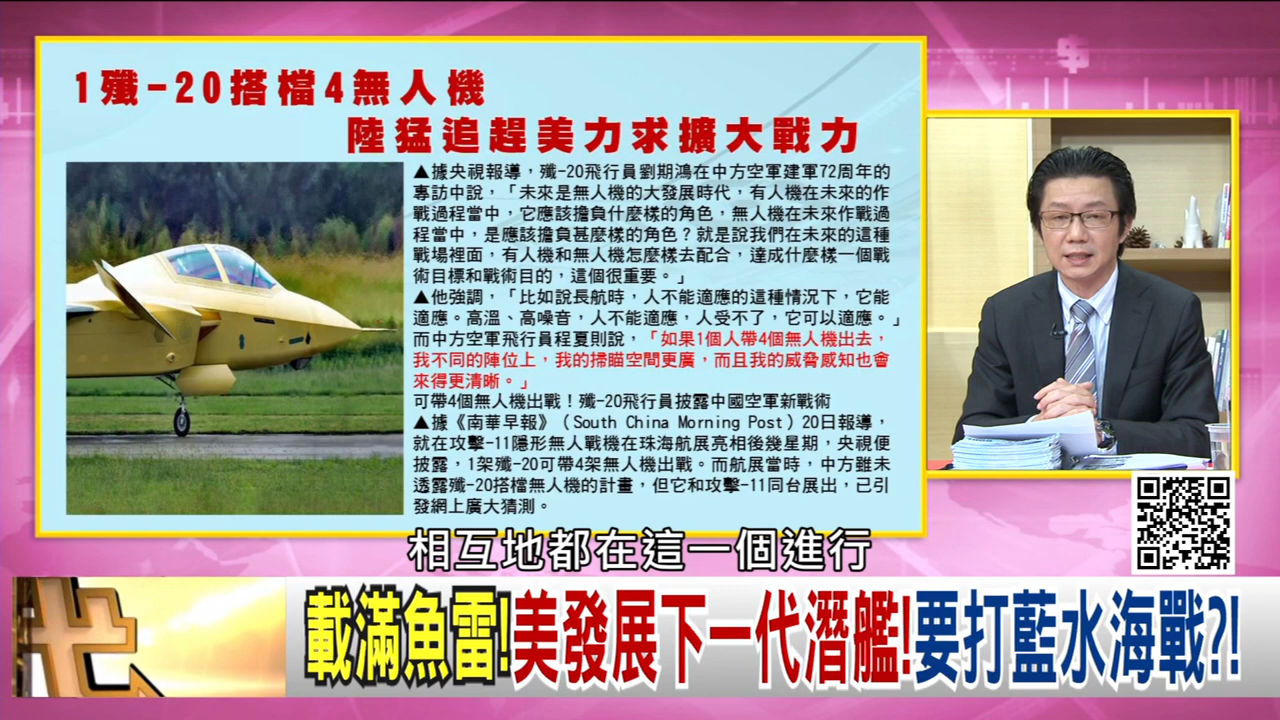 1殲-20搭檔4無人機
陸猛追趕美力求擴大戰力
▲據央視報導，殲-20飛行員劉期鴻在中方空軍建軍72周年的
專訪中說，「未來是無人機的大發展時代，有人機在未來的作
戰過程當中，它應該擔負什麼樣的角色，無人機在未來作戰過
程當中，是應該擔負甚麼樣的角色？就是說我們在未來的這種
戰場裡面，有人機和無人機怎麼樣去配合，達成什麼樣一個戰
術目標和戰術目的，這個很重要。」
▲他強調，「比如說長航時，人不能適應的這種情況下，它能
適應。高溫、高噪音，人不能適應，人受不了，它可以適應。」
而中方空軍飛行員程夏則說，「如果1個人帶4個無人機出去，
我不同的陣位上，我的掃瞄空間更廣，而且我的威脅感知也會
來得更清晰。」
可帶4個無人機出戰！殲-20飛行員披露中國空軍新戰術
▲據《南華早報》（South China Morning Post）20日報導，
就在攻擊-11隱形無人戰機在珠海航展亮相後幾星期，央視便
披露，1架殲-20可帶4架無人機出戰。而航展當時，中方雖未
透露殲-20搭檔無人機的計畫，但它和攻擊-11同台展出，已引
發網上廣大猜測。
相互地都在這一個進行
載滿魚雷!美發展下一代潛艦!要打藍水海戰?!